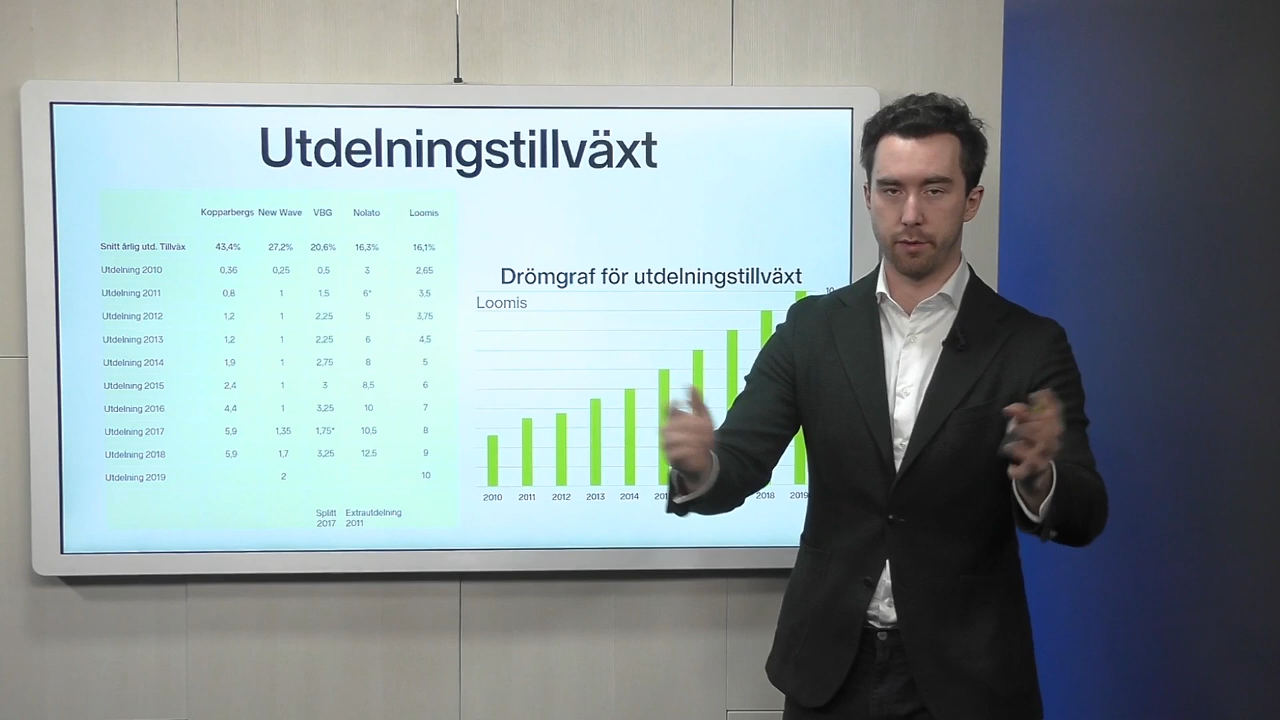 Utdelningstillväxt
Kopparbergs New Wave VBG Nolato Loomis
Snitt årlig utd. Tillväx 43,4% 27,2% 20,6% 16,3% 16,1%
Utdelning 2010 0,36 0,25 0,5 3 2,65
Utdelning 2011 0,8 1 1,5 6* 3,5
Utdelning 2012 1,2 1 2,25 5 3,75
Utdelning 2013 1,2 1 2,25 6 4,5
Utdelning 2014 1,9 1 2,75 8 5
Utdelning 2015 2,4 1 3 8,5 6
Utdelning 2016 4,4 1 3,25 10 7
Utdelning 2017 5,9 1,35 1,75* 10,5 8
Utdelning 2018 5,9 1,7 3,25 12.5 9
Utdelning 2019 2 10
Splitt Extrautdelning
2017 2011
Drömgraf för utdelningstillväxt
Loomis
10
2010 2011 2012 2013 2014 2018 2019